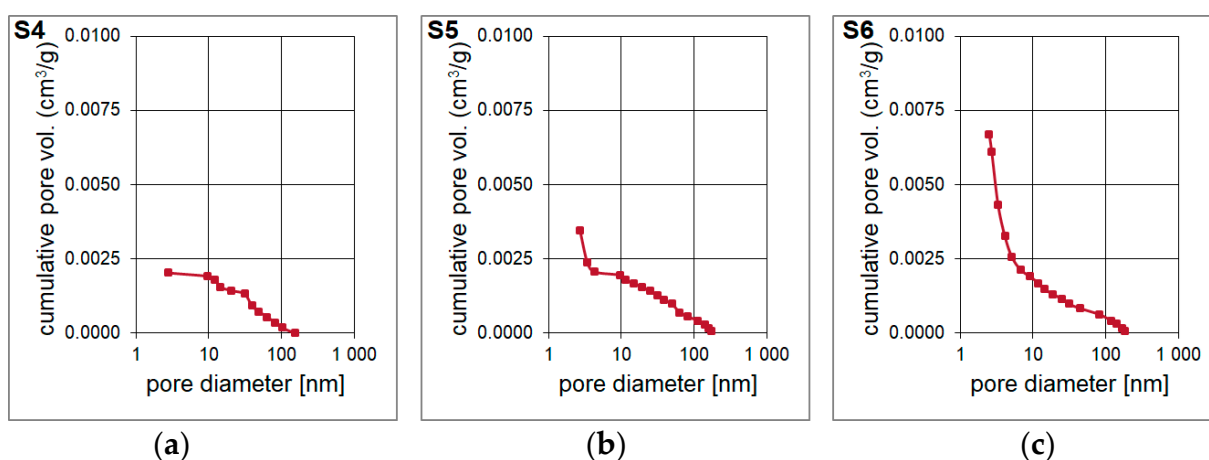 S4
cumulative pore vol. (cm³/g)
0.0100
0.0075
0.0050
0.0025
0.0000
1 10 100 1 000
pore diameter [nm]
(a)
S5
cumulative pore vol. (cm³/g)
0.0100
0.0075
0.0050
0.0025
0.0000
1 10 100 1 000
pore diameter [nm]
(b)
S6
cumulative pore vol. (cm³/g)
0.0100
0.0075
0.0050
0.0025
0.0000
1 10 100 1 000
pore diameter [nm]
(c)